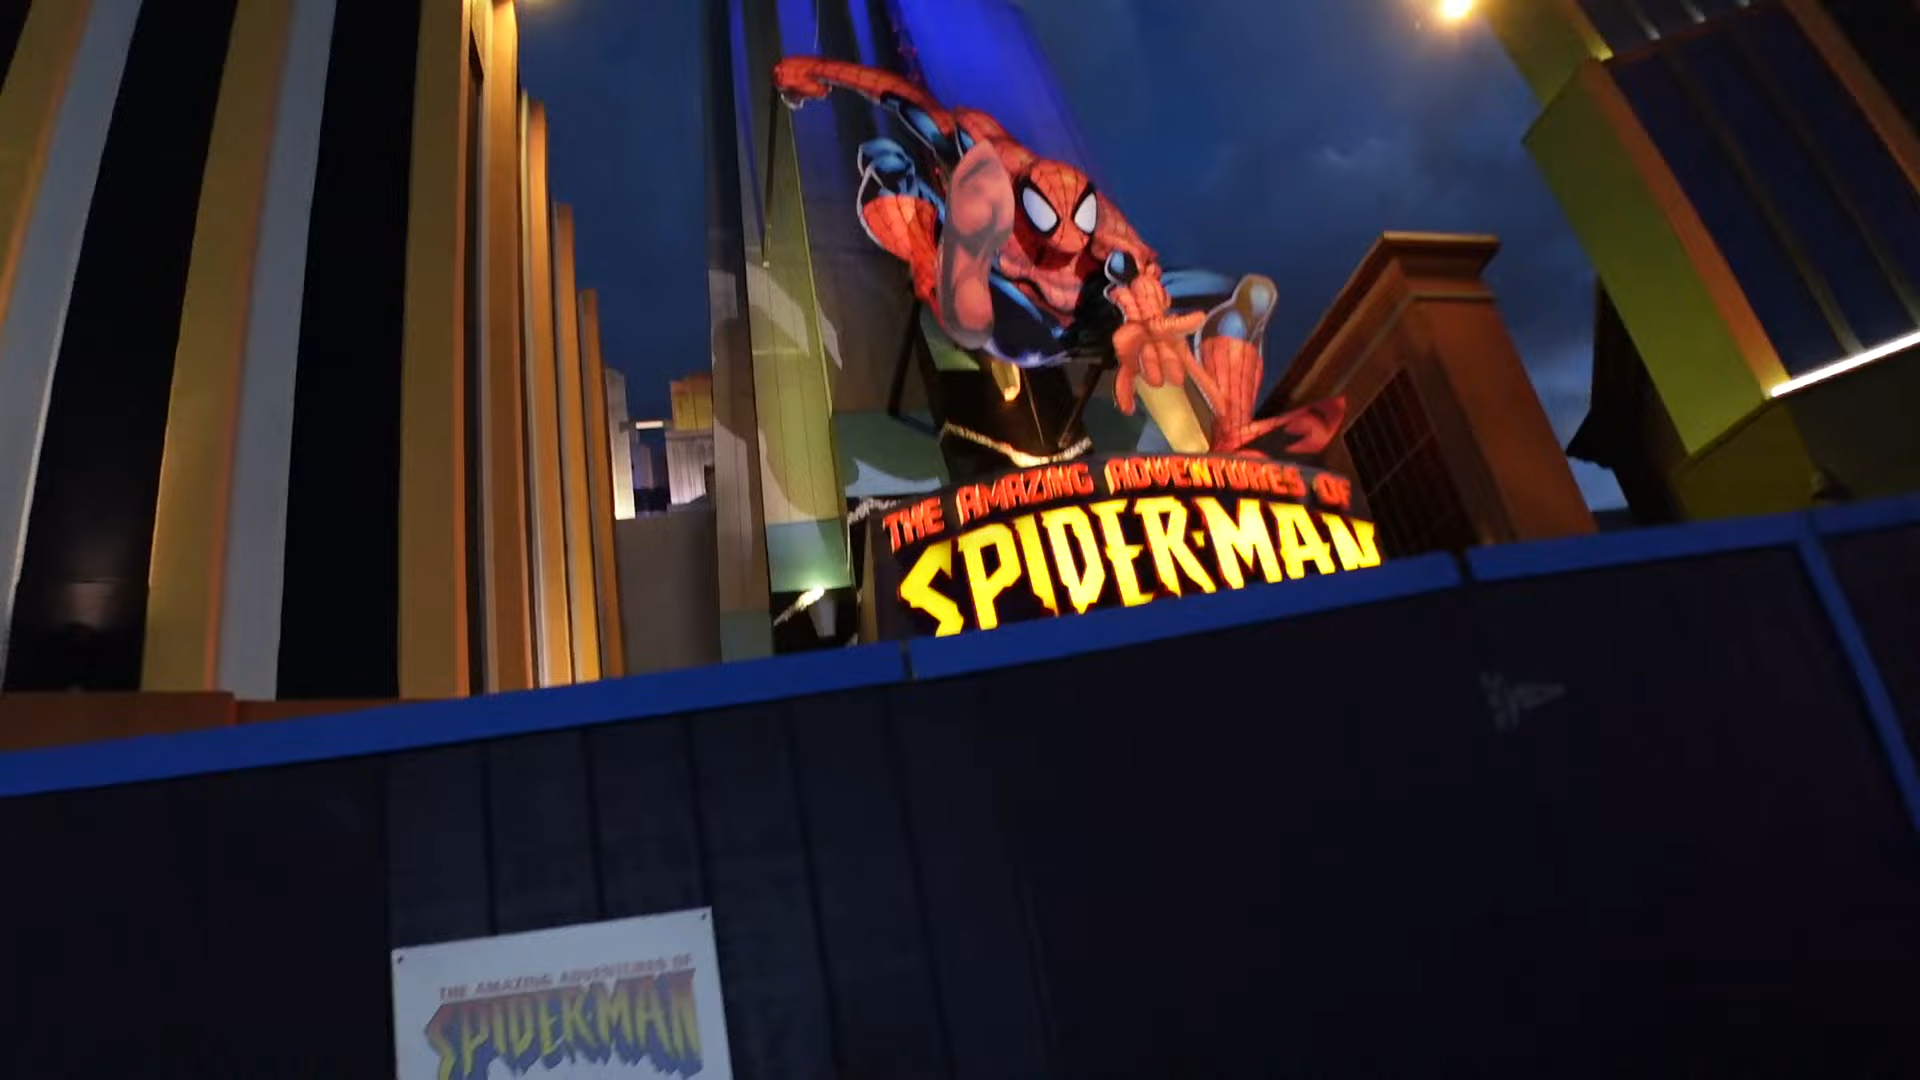 THE AMAZING ADVENTURES OF
SPIDER-MAN
THE AMAZING ADVENTURES OF
SPIDER-MAN